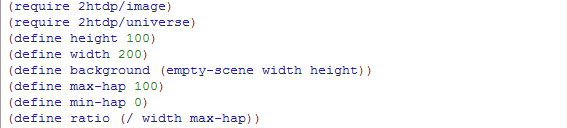 (require 2htdp/image)
(require 2htdp/universe)
(define height 100)
(define width 200)
(define background (empty-scene width height))
(define max-hap 100)
(define min-hap 0)
(define ratio (/ width max-hap))